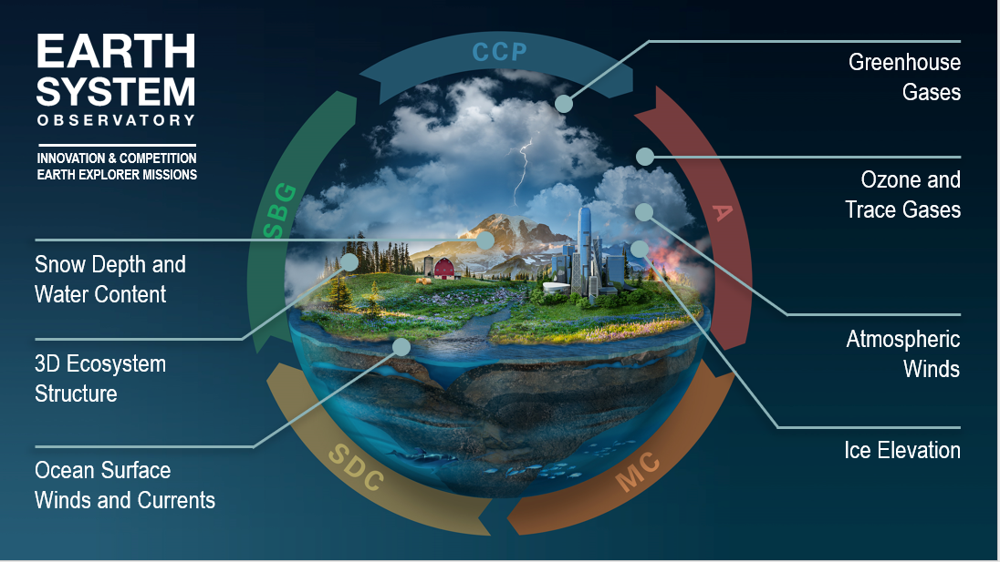 EARTH
SYSTEM
OBSERVATORY
INNOVATION & COMPETITION
EARTH EXPLORER MISSIONS
CCP
A
MC
SDC
SBG
Snow Depth and
Water Content
3D Ecosystem
Structure
Ocean Surface
Winds and Currents
Greenhouse
Gases
Ozone and
Trace Gases
Atmospheric
Winds
Ice Elevation